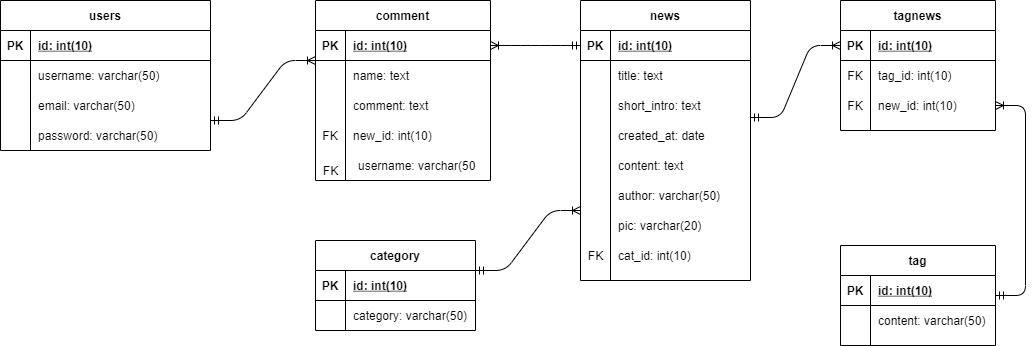 users
PK id: int(10)
username: varchar(50)
email: varchar(50)
password: varchar(50)
comment
PK id: int(10)
name: text
comment: text
FK new_id: int(10)
FK username: varchar(50
news
PK id: int(10)
title: text
short_intro: text
created_at: date
content: text
author: varchar(50)
pic: varchar(20)
FK cat_id: int(10)
tagnews
PK id: int(10)
FK tag_id: int(10)
FK new_id: int(10)
category
PK id: int(10)
category: varchar(50)
tag
PK id: int(10)
content: varchar(50)